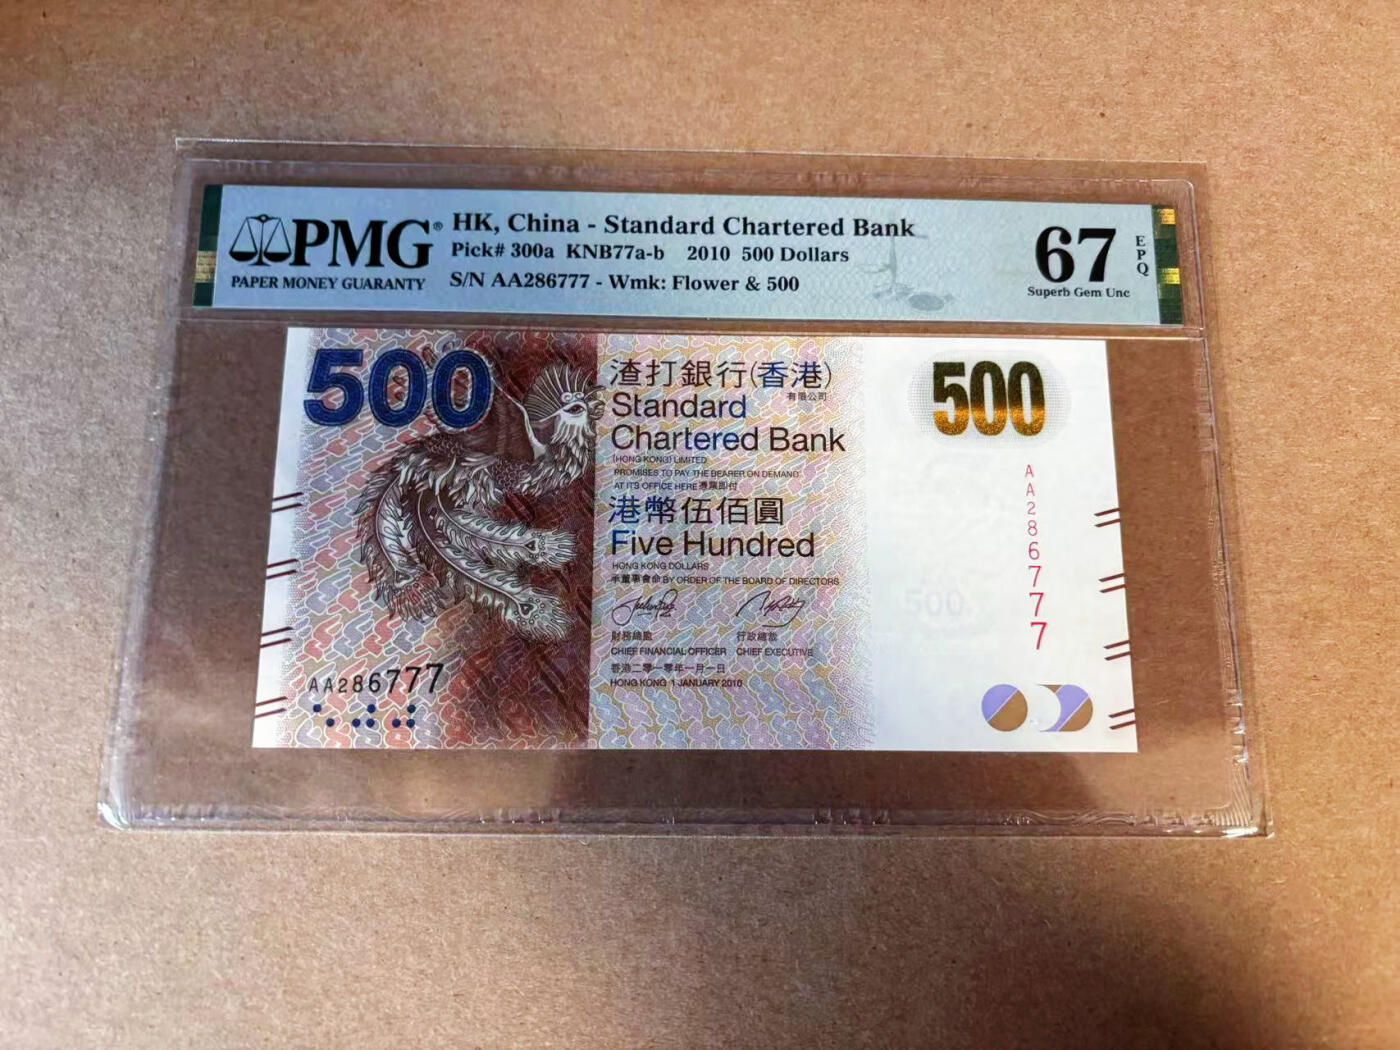 PMG®
PAPER MONEY GUARANTY
HK, China - Standard Chartered Bank
Pick# 300a KNB77a-b 2010 500 Dollars
S/N AA286777 - Wmk: Flower & 500
67
EPQ
Superb Gem Unc
500
渣打銀行(香港)
有限公司
Standard
Chartered Bank
(HONG KONG) LIMITED
PROMISES TO PAY THE BEARER ON DEMAND
AT ITS OFFICE HERE 憑票即付
港幣伍佰圓
Five Hundred
HONG KONG DOLLARS
承董事會命 BY ORDER OF THE BOARD OF DIRECTORS
財務總監 行政總裁
CHIEF FINANCIAL OFFICER CHIEF EXECUTIVE
香港二零一零年一月一日
HONG KONG 1 JANUARY 2010
AA286777
500
AA286777
500